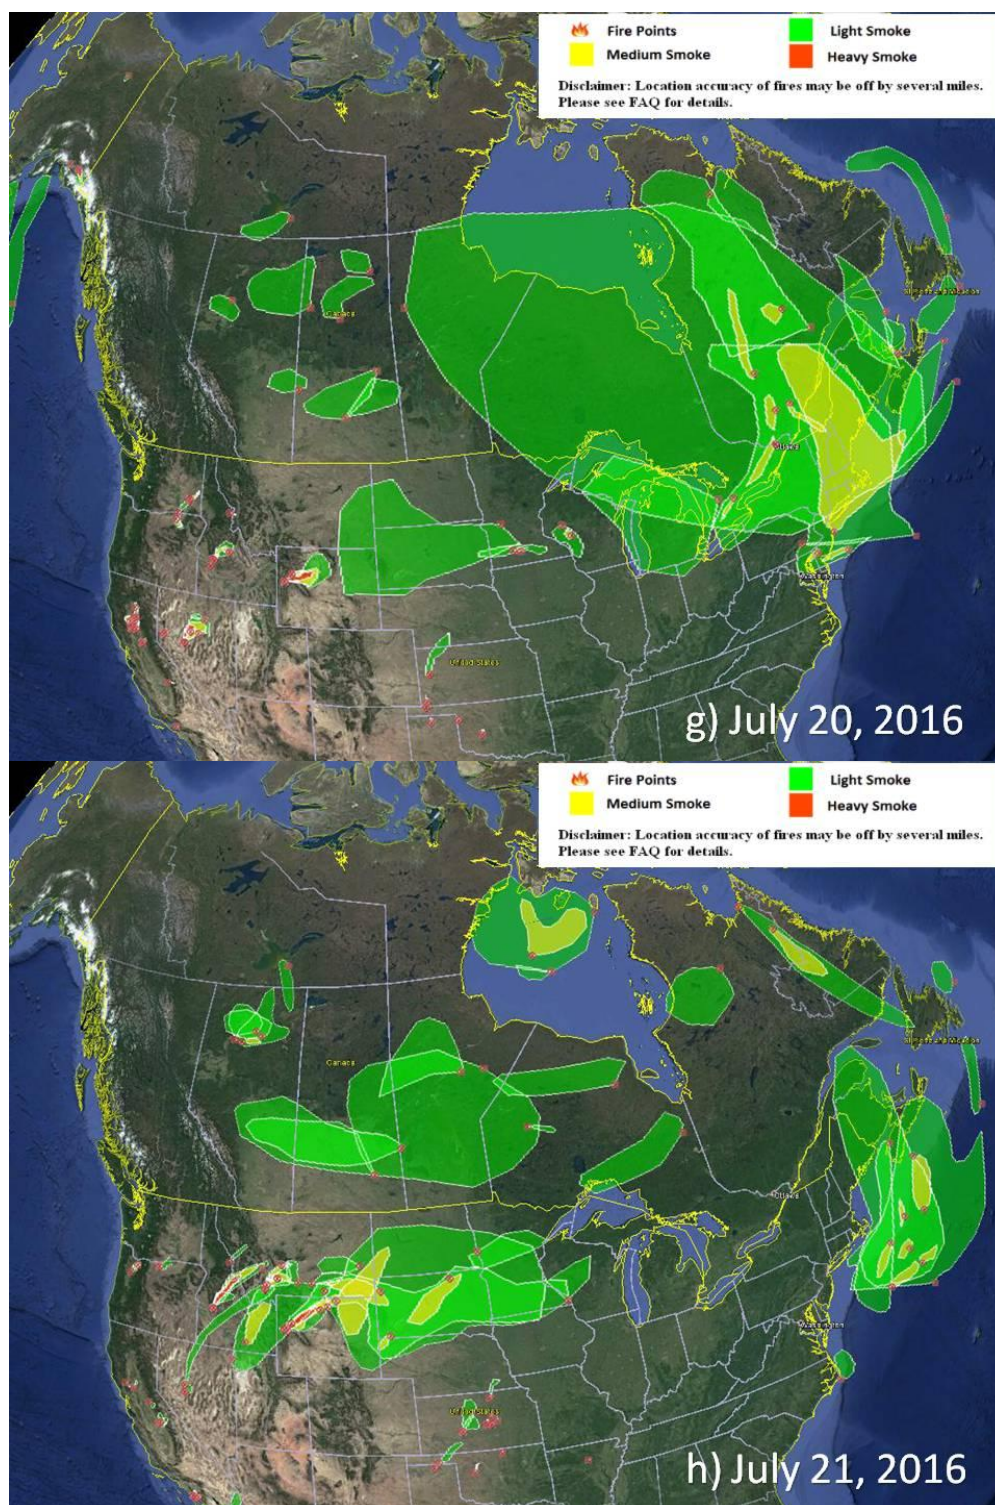 Fire Points
Light Smoke
Medium Smoke
Heavy Smoke
Disclaimer: Location accuracy of fires may be off by several miles.
Please see FAQ for details.
Canada
Ottawa
Washington
United States
g) July 20, 2016
Fire Points
Light Smoke
Medium Smoke
Heavy Smoke
Disclaimer: Location accuracy of fires may be off by several miles.
Please see FAQ for details.
Canada
Ottawa
Washington
United States
h) July 21, 2016